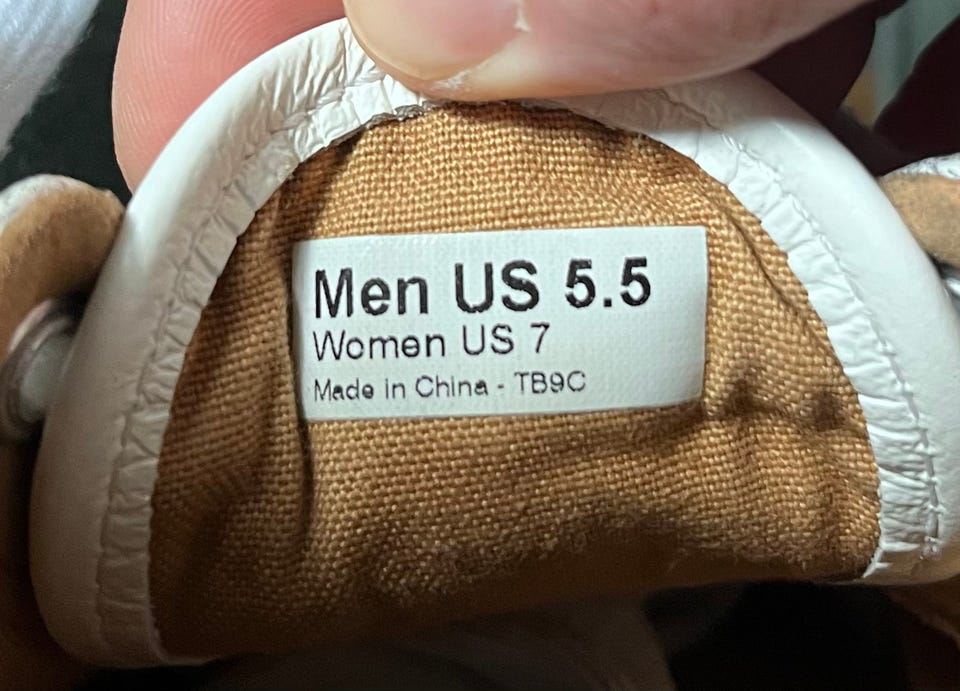 Men US 5.5
Women US 7
Made in China - TB9C